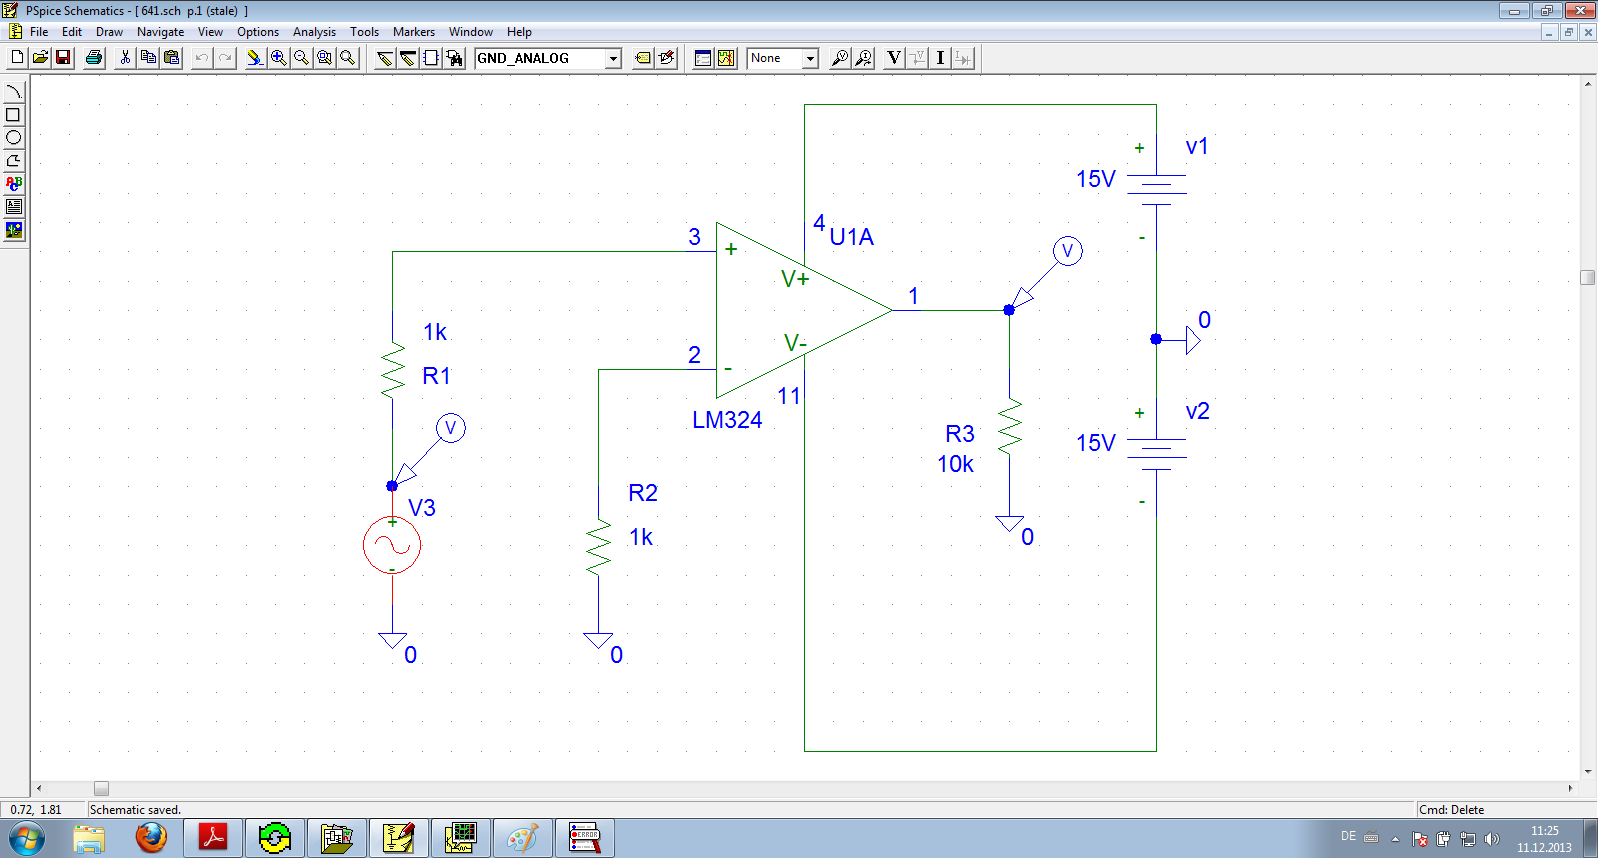 PSpice Schematics - [ 641.sch  p.1 (stale)  ]
File Edit Draw Navigate View Options Analysis Tools Markers Window Help
GND_ANALOG
None
V
I
ABC
+
v1
15V
-
4
U1A
3
+
V+
V
1
0
1k
V-
2
-
R1
11
+
v2
LM324
V
R3
15V
10k
R2
-
V3
+
1k
0
-
0
0
0.72, 1.81
Schematic saved.
Cmd: Delete
ERROR
DE
11:25
11.12.2013